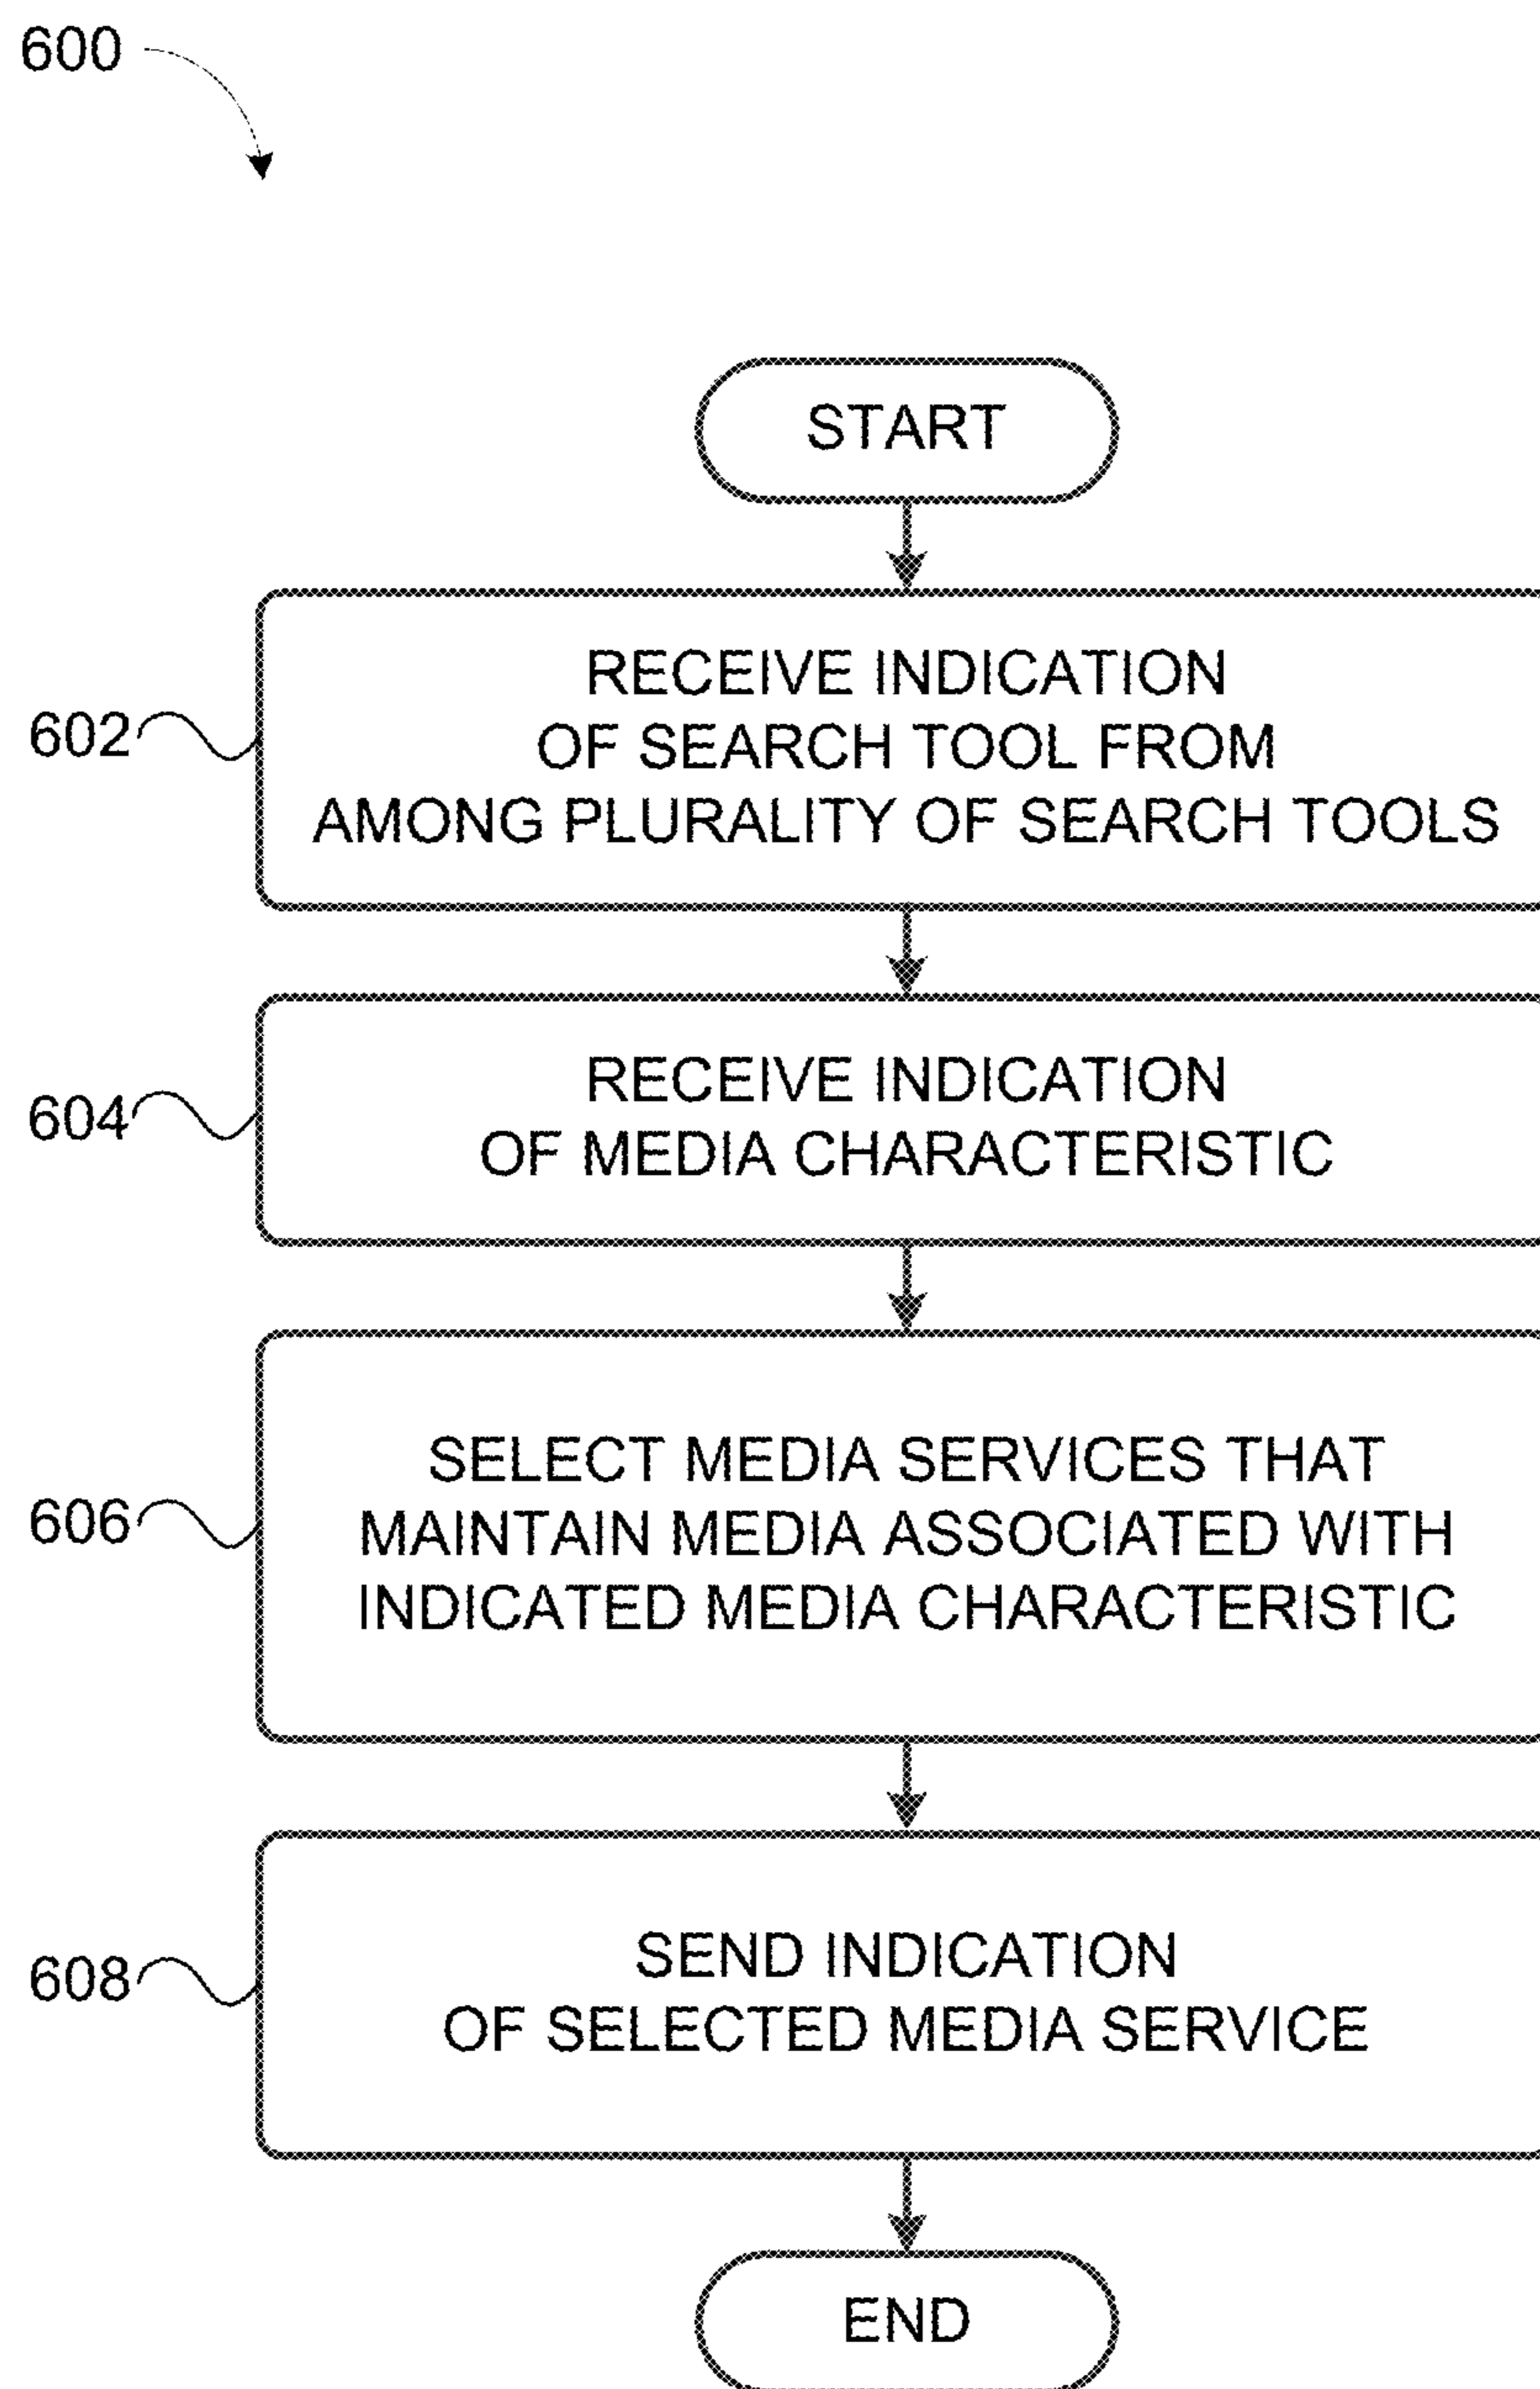 600
START
602
RECEIVE INDICATION
OF SEARCH TOOL FROM
AMONG PLURALITY OF SEARCH TOOLS
604
RECEIVE INDICATION
OF MEDIA CHARACTERISTIC
606
SELECT MEDIA SERVICES THAT
MAINTAIN MEDIA ASSOCIATED WITH
INDICATED MEDIA CHARACTERISTIC
608
SEND INDICATION
OF SELECTED MEDIA SERVICE
END